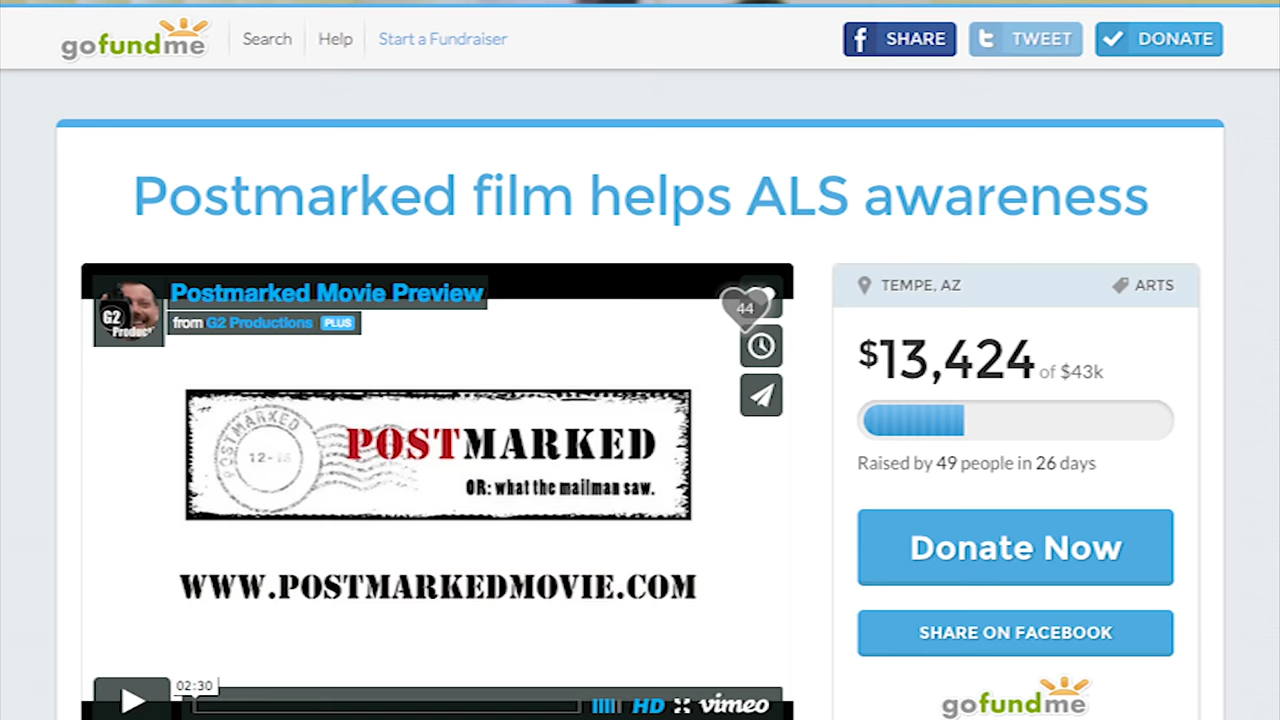 gofundme
Search
Help
Start a Fundraiser
SHARE
TWEET
DONATE
Postmarked film helps ALS awareness
Postmarked Movie Preview
from G2 Productions PLUS
G2
44
POSTMARKED
12-
POSTMARKED
OR: what the mailman saw.
WWW.POSTMARKEDMOVIE.COM
02:30
HD
vimeo
TEMPE, AZ
ARTS
$13,424 of $43k
Raised by 49 people in 26 days
Donate Now
SHARE ON FACEBOOK
gofundme